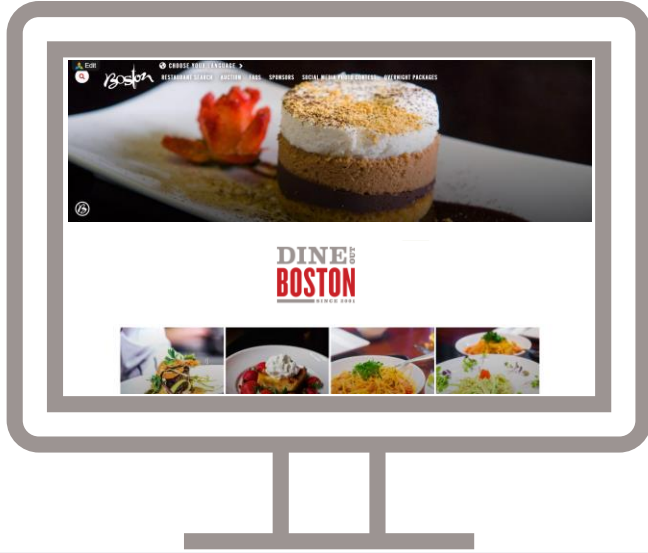 Edit
CHOOSE YOUR LANGUAGE >
Boston
RESTAURANT SEARCH AUCTION FAQS SPONSORS SOCIAL MEDIA PHOTO CONTEST OVERNIGHT PACKAGES
B
DINE OUT
BOSTON
SINCE 2001